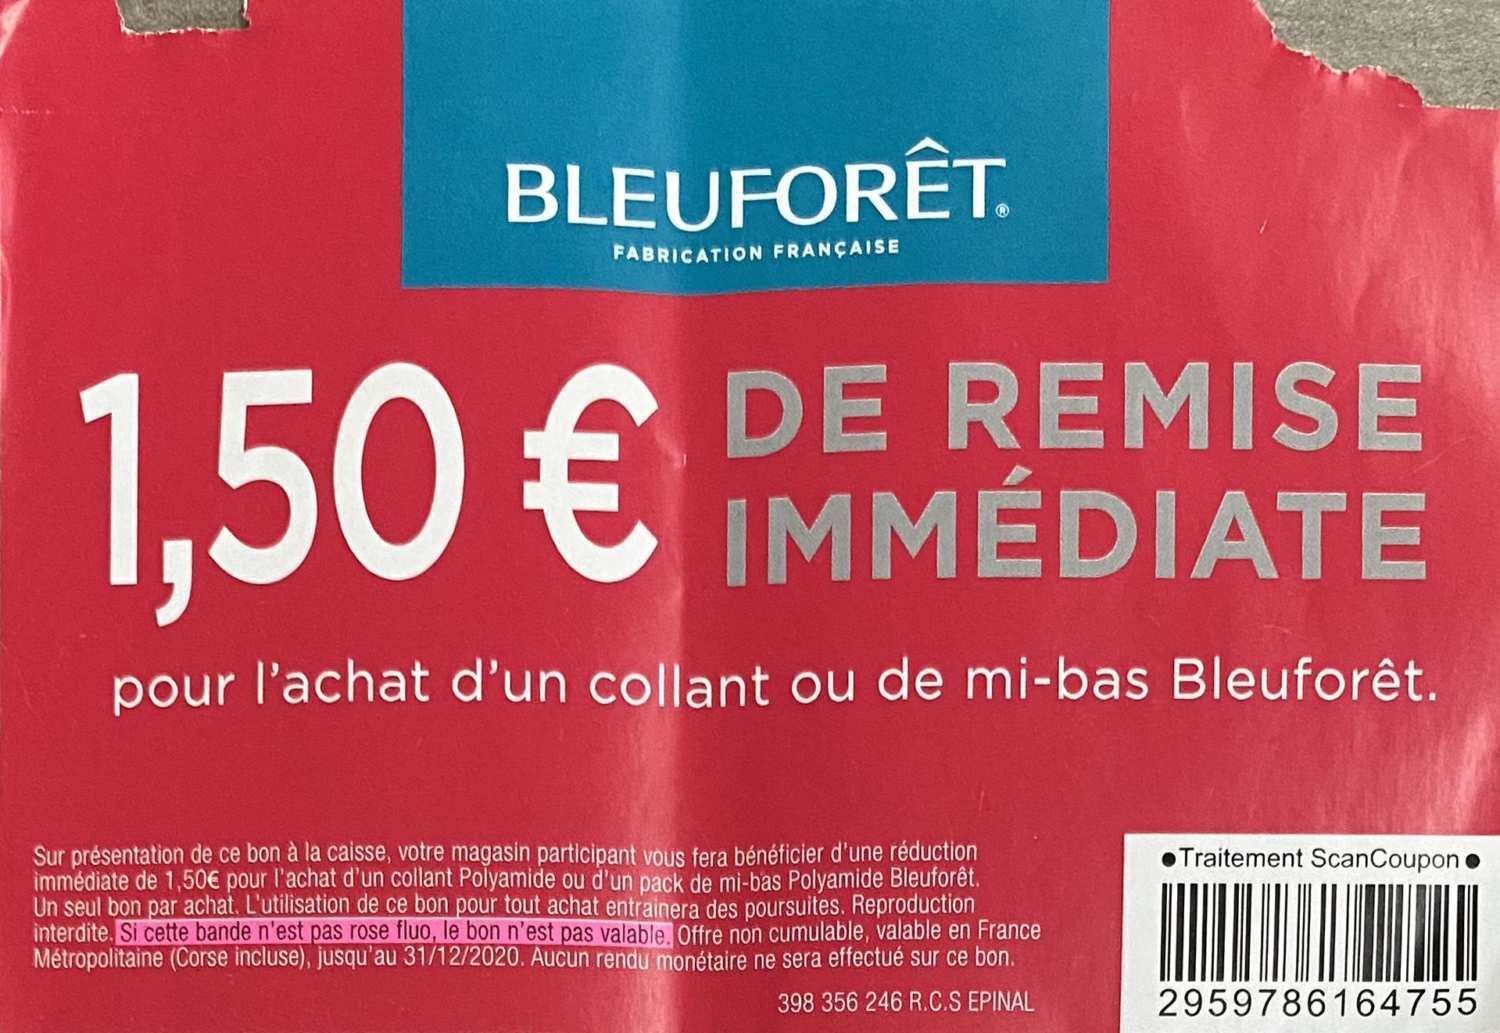 BLEUFORÊT®
FABRICATION FRANÇAISE
1,50 € DE REMISE
IMMÉDIATE
pour l'achat d'un collant ou de mi-bas Bleuforêt.
Sur présentation de ce bon à la caisse, votre magasin participant vous fera bénéficier d'une réduction
immédiate de 1,50€ pour l'achat d'un collant Polyamide ou d'un pack de mi-bas Polyamide Bleuforêt.
Un seul bon par achat. L'utilisation de ce bon pour tout achat entrainera des poursuites. Reproduction
interdite. Si cette bande n'est pas rose fluo, le bon n'est pas valable. Offre non cumulable, valable en France
Métropolitaine (Corse incluse), jusqu'au 31/12/2020. Aucun rendu monétaire ne sera effectué sur ce bon.
398 356 246 R.C.S EPINAL
●Traitement ScanCoupon●
2959786164755